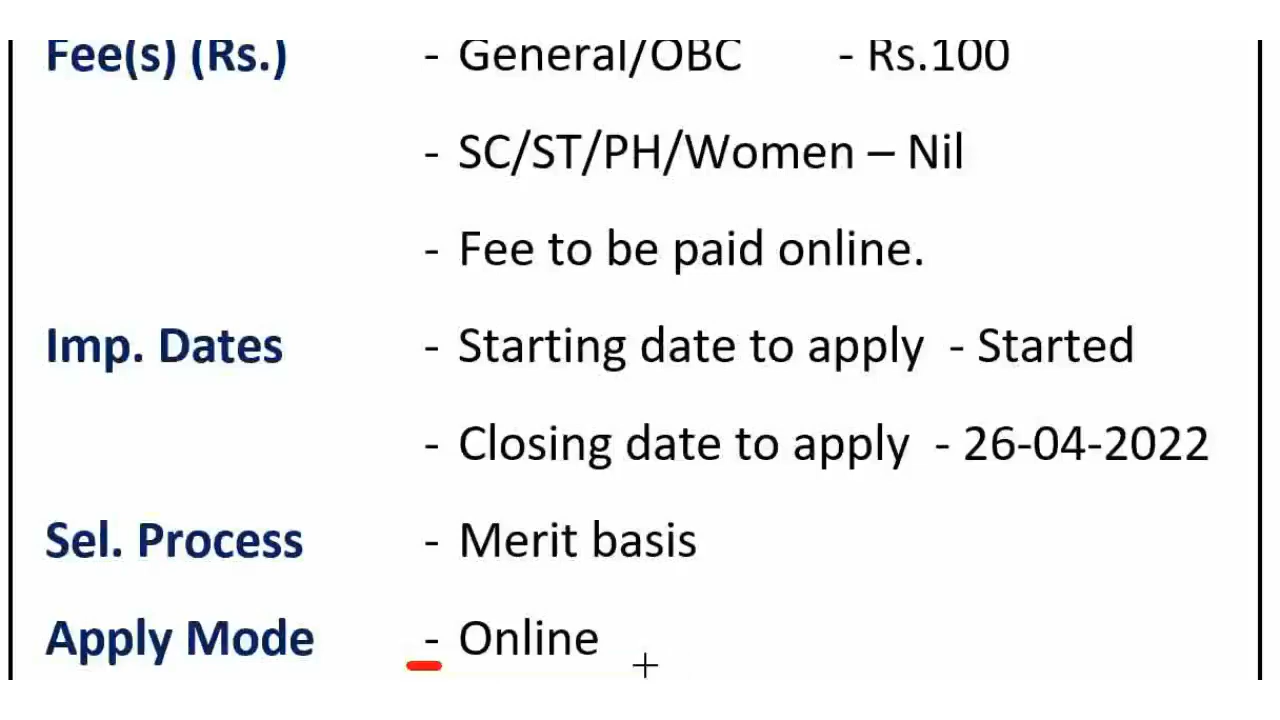 Fee(s) (Rs.) - General/OBC - Rs.100
- SC/ST/PH/Women – Nil
- Fee to be paid online.
Imp. Dates - Starting date to apply - Started
- Closing date to apply - 26-04-2022
Sel. Process - Merit basis
Apply Mode - Online